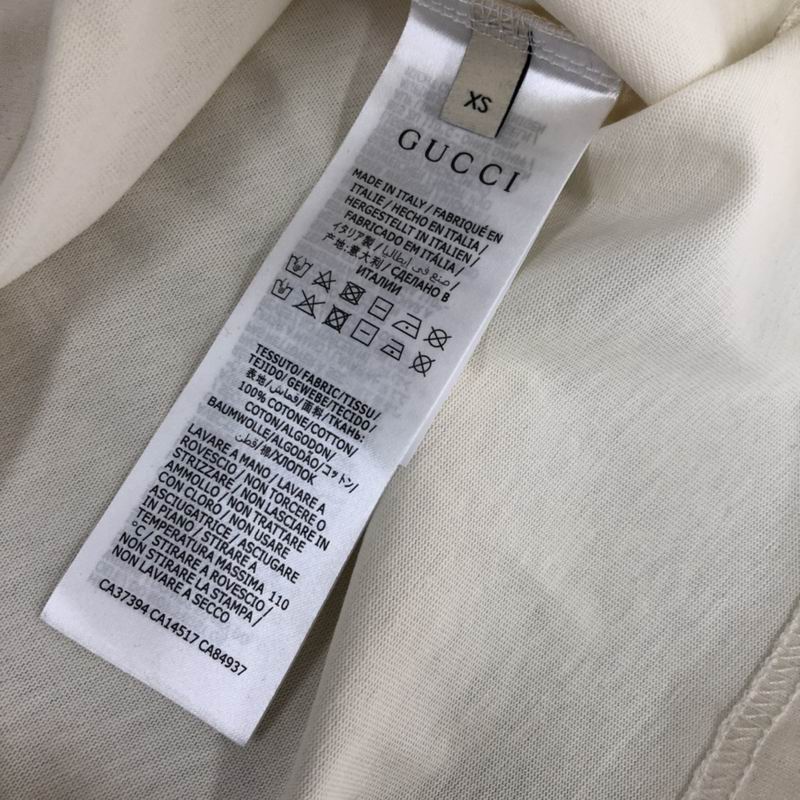 XS
GUCCI
MADE IN ITALY / FABRIQUÉ EN
ITALIE / HECHO EN ITALIA /
HERGESTELLT IN ITALIEN
FABRICADO EM ITÁLIA /
イタリア製 / صنع في إيطاليا /
产地:意大利 / СДЕЛАНО В
ИТАЛИИ
TESSUTO/FABRIC/TISSU/
TEJIDO/GEWEBE/TECIDO/
表地/قماش/面料/ТКАНЬ:
100% COTONE/COTTON/
COTON/ALGODON/
BAUMWOLLE/ALGODÃO/コットン/
قطن/棉/ХЛОПОК
LAVARE A MANO / LAVARE A
ROVESCIO / NON TORCERE O
STRIZZARE / NON LASCIARE IN
AMMOLLO / NON TRATTARE
CON CLORO / NON USARE
ASCIUGATRICE / ASCIUGARE
IN PIANO / STIRARE A
TEMPERATURA MASSIMA 110
°C / STIRARE A ROVESCIO /
NON STIRARE LA STAMPA /
NON LAVARE A SECCO
CA37394 CA14517 CA84937